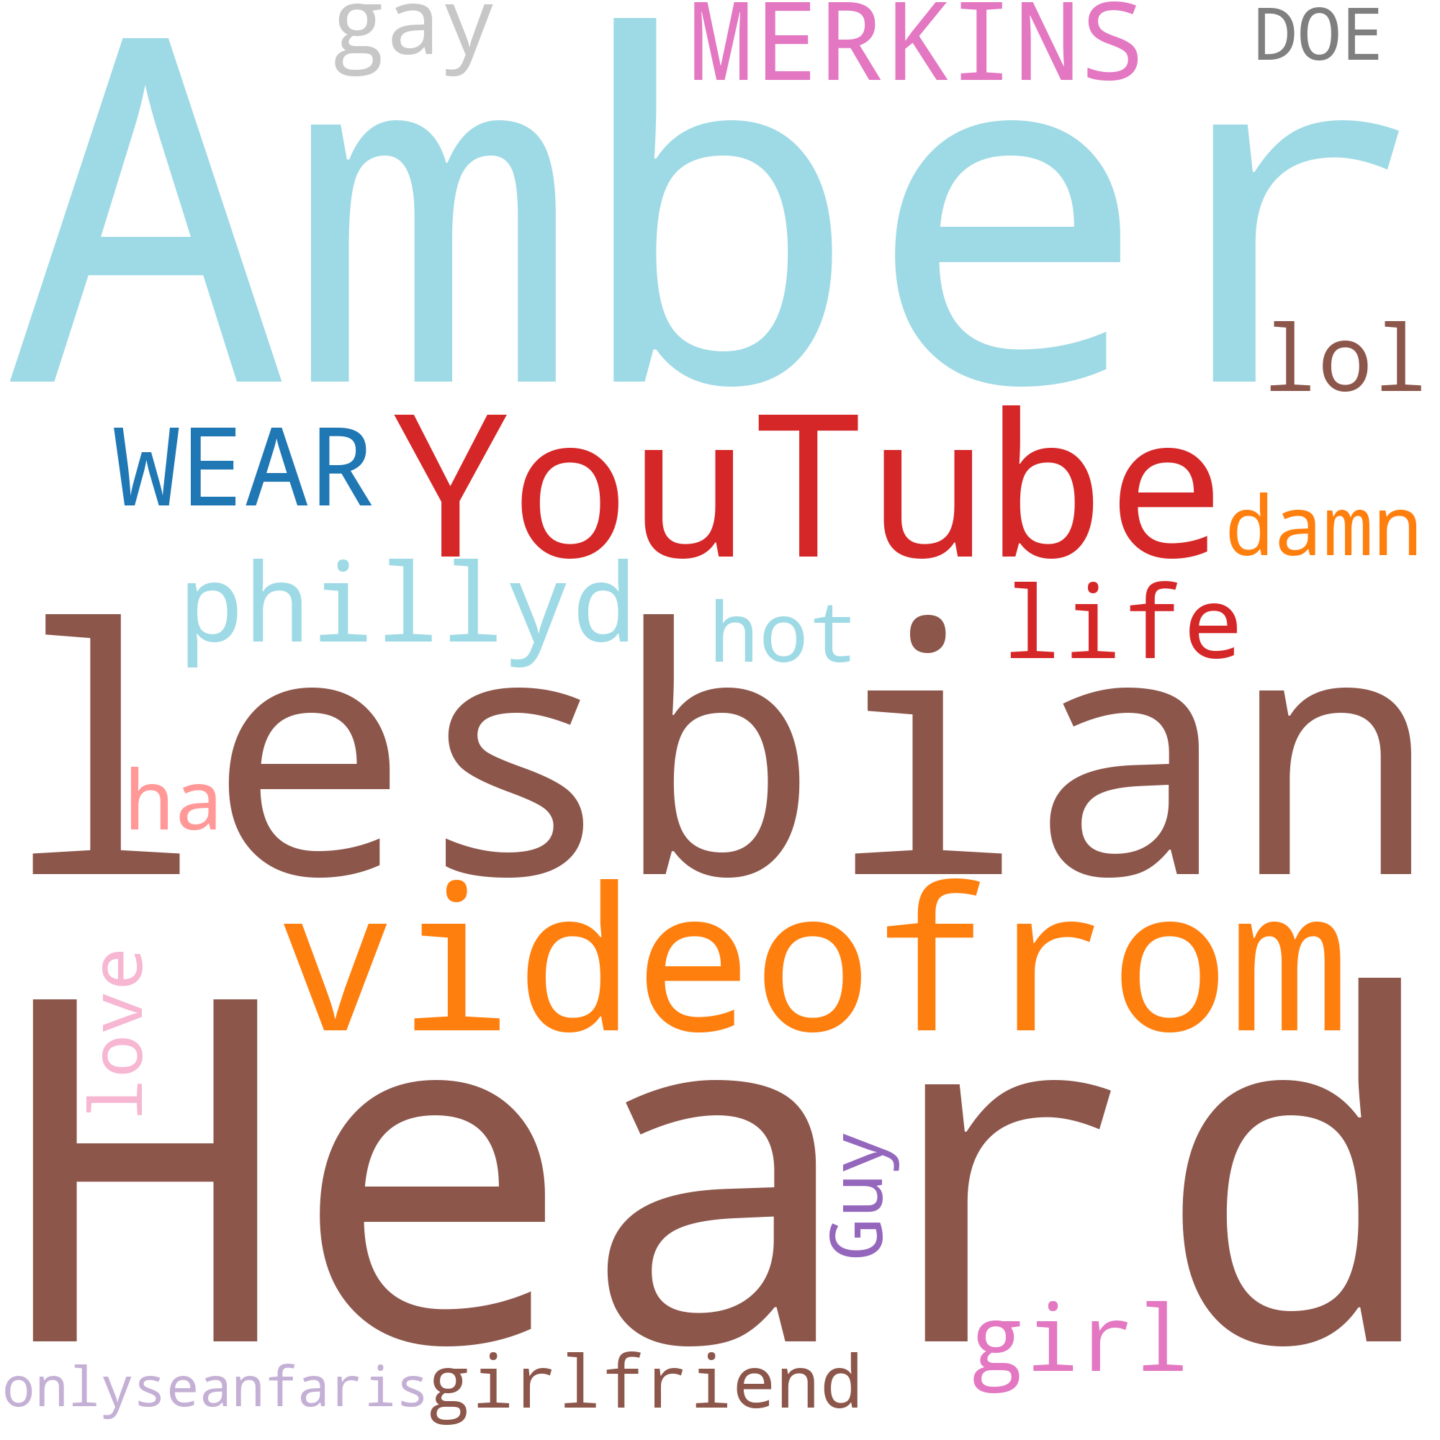 gay MERKINS DOE
Amber
lol
WEAR YouTube damn
phillyd hot life
lesbian
ha
videofrom
love
Heard
Guy
girl
onlyseanfaris girlfriend